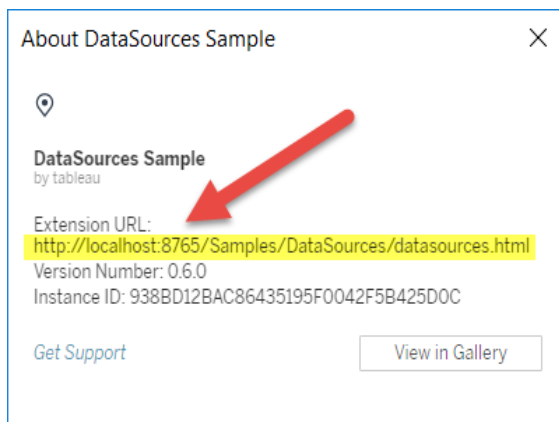 About DataSources Sample
DataSources Sample
by tableau
Extension URL:
http://localhost:8765/Samples/DataSources/datasources.html
Version Number: 0.6.0
Instance ID: 938BD12BAC86435195F0042F5B425D0C
Get Support
View in Gallery